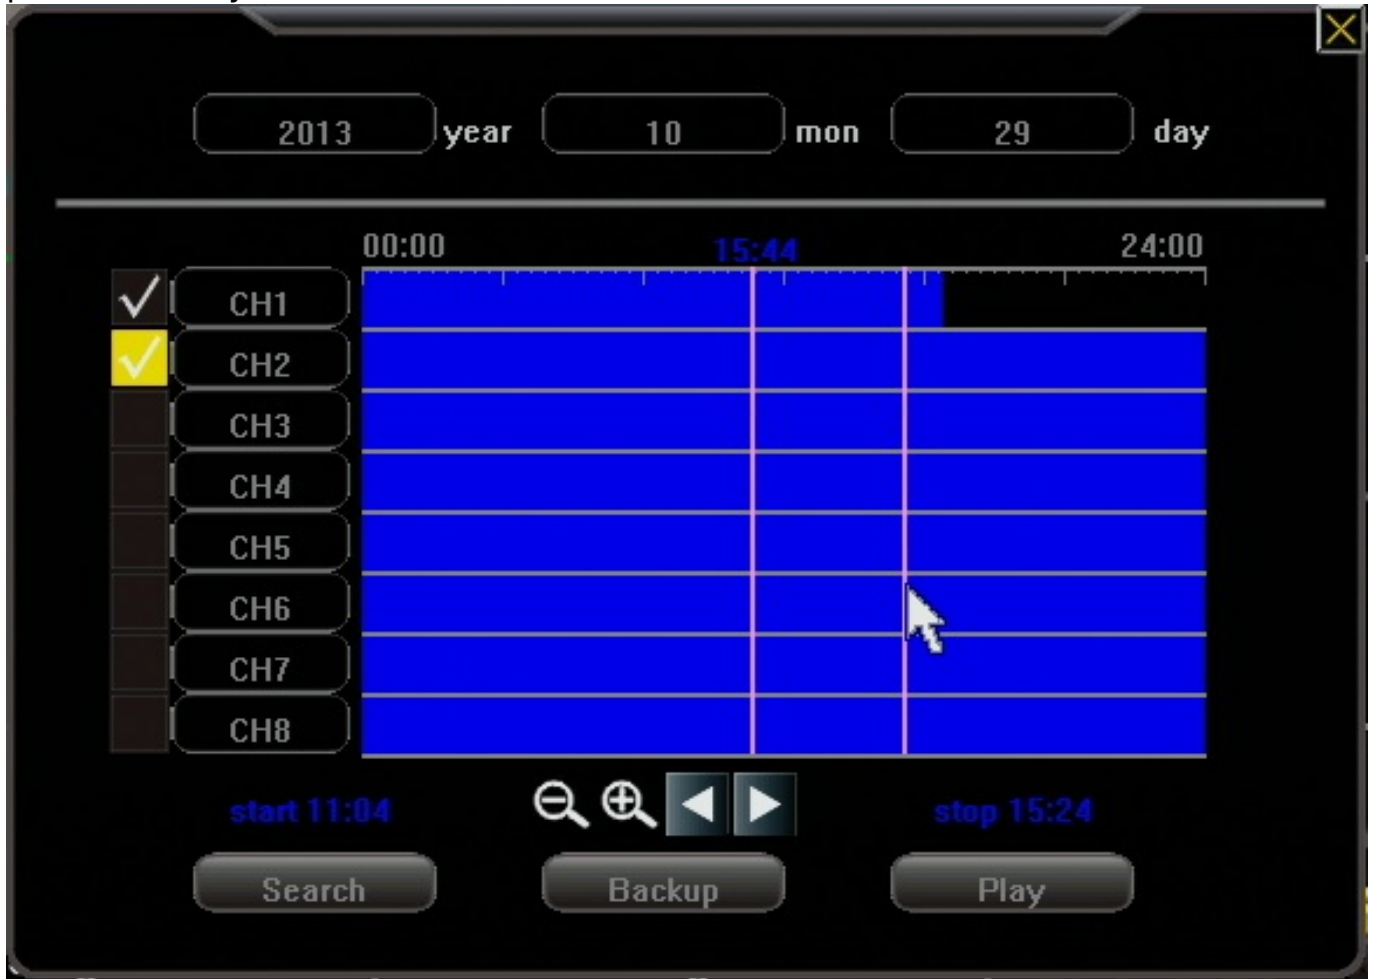 2013 year 10 mon 29 day
00:00 15:44 24:00
CH1
CH2
CH3
CH4
CH5
CH6
CH7
CH8
start 11:04 stop 15:24
Search Backup Play